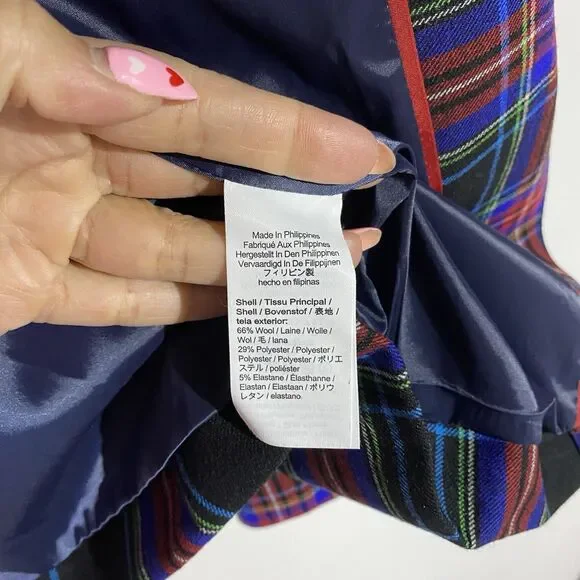 Made In Philippines
Fabriqué Aux Philippines
Hergestellt In Den Philippinen
Vervaardigd In De Filippijnen
フィリピン製
hecho en filipinas
Shell / Tissu Principal /
Shell / Bovenstof / 表地 /
tela exterior:
66% Wool / Laine / Wolle /
Wol / 毛 / lana
29% Polyester / Polyester /
Polyester / Polyester / ポリエ
ステル / poliéster
5% Elastane / Élasthanne /
Elastan / Elastaan / ポリウ
レタン / elastano.